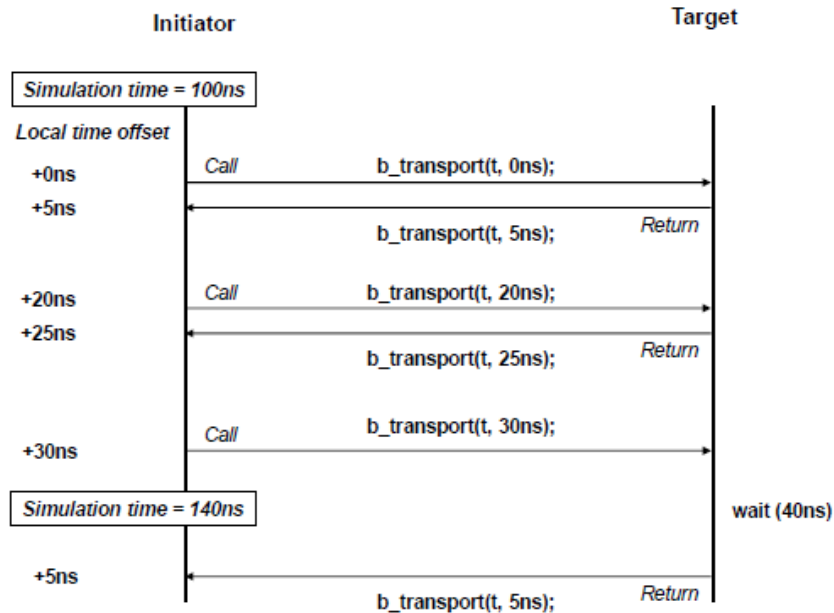 Initiator
Target
Simulation time = 100ns
Local time offset
+0ns
Call
b_transport(t, 0ns);
+5ns
b_transport(t, 5ns);
Return
+20ns
Call
b_transport(t, 20ns);
+25ns
b_transport(t, 25ns);
Return
+30ns
Call
b_transport(t, 30ns);
Simulation time = 140ns
wait (40ns)
+5ns
b_transport(t, 5ns);
Return